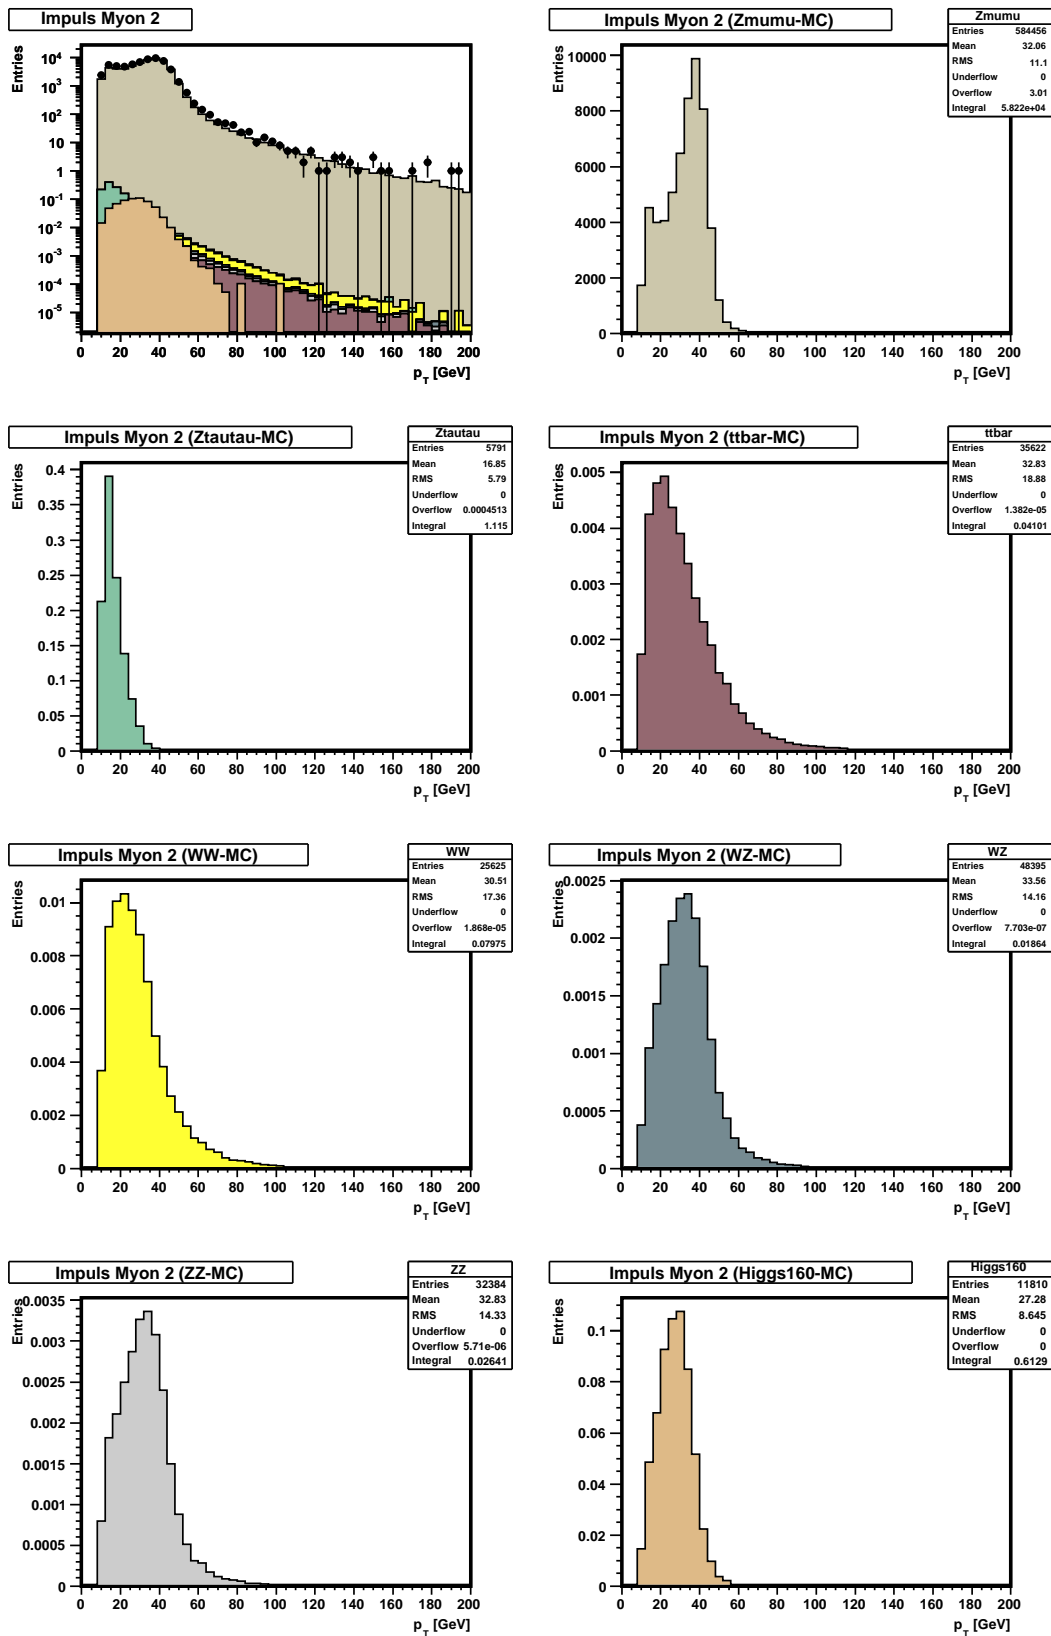 Impuls Myon 2
Entries
10^4
10^3
10^2
10
1
10^-1
10^-2
10^-3
10^-4
10^-5
0 20 40 60 80 100 120 140 160 180 200
p_T [GeV]
Impuls Myon 2 (Zmumu-MC)
Zmumu
Entries 584456
Mean 32.06
RMS 11.1
Underflow 0
Overflow 3.01
Integral 5.822e+04
Entries
10000
8000
6000
4000
2000
0
0 20 40 60 80 100 120 140 160 180 200
p_T [GeV]
Impuls Myon 2 (Ztautau-MC)
Ztautau
Entries 5791
Mean 16.85
RMS 5.79
Underflow 0
Overflow 0.0004513
Integral 1.115
Entries
0.4
0.35
0.3
0.25
0.2
0.15
0.1
0.05
0
0 20 40 60 80 100 120 140 160 180 200
p_T [GeV]
Impuls Myon 2 (ttbar-MC)
ttbar
Entries 35622
Mean 32.83
RMS 18.88
Underflow 0
Overflow 1.382e-05
Integral 0.04101
Entries
0.005
0.004
0.003
0.002
0.001
0
0 20 40 60 80 100 120 140 160 180 200
p_T [GeV]
Impuls Myon 2 (WW-MC)
WW
Entries 25625
Mean 30.51
RMS 17.36
Underflow 0
Overflow 1.868e-05
Integral 0.07975
Entries
0.01
0.008
0.006
0.004
0.002
0
0 20 40 60 80 100 120 140 160 180 200
p_T [GeV]
Impuls Myon 2 (WZ-MC)
WZ
Entries 48395
Mean 33.56
RMS 14.16
Underflow 0
Overflow 7.703e-07
Integral 0.01864
Entries
0.0025
0.002
0.0015
0.001
0.0005
0
0 20 40 60 80 100 120 140 160 180 200
p_T [GeV]
Impuls Myon 2 (ZZ-MC)
ZZ
Entries 32384
Mean 32.83
RMS 14.33
Underflow 0
Overflow 5.71e-06
Integral 0.02641
Entries
0.0035
0.003
0.0025
0.002
0.0015
0.001
0.0005
0
0 20 40 60 80 100 120 140 160 180 200
p_T [GeV]
Impuls Myon 2 (Higgs160-MC)
Higgs160
Entries 11810
Mean 27.28
RMS 8.645
Underflow 0
Overflow 0
Integral 0.6129
Entries
0.1
0.08
0.06
0.04
0.02
0
0 20 40 60 80 100 120 140 160 180 200
p_T [GeV]